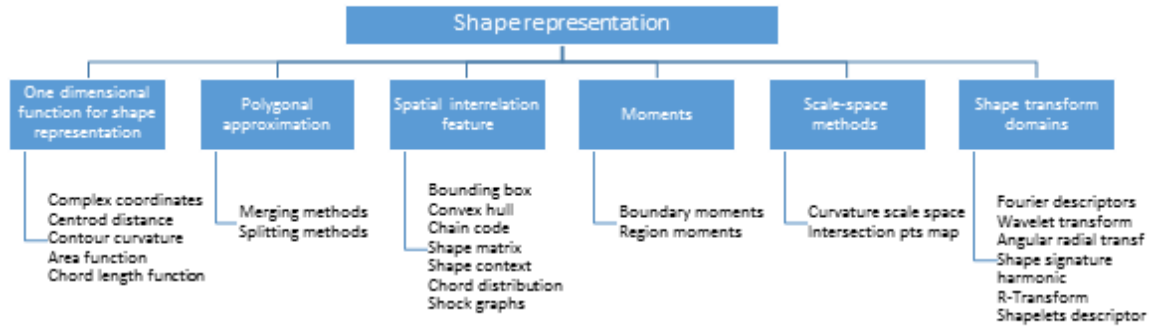 Shape representation
One dimensional
function for shape
representation
Polygonal
approximation
Spatial interrelation
feature
Moments
Scale-space
methods
Shape transform
domains
Complex coordinates
Centrod distance
Contour curvature
Area function
Chord length function
Merging methods
Splitting methods
Bounding box
Convex hull
Chain code
Shape matrix
Shape context
Chord distribution
Shock graphs
Boundary moments
Region moments
Curvature scale space
Intersection pts map
Fourier descriptors
Wavelet transform
Angular radial transf
Shape signature
harmonic
R-Transform
Shapelets descriptor